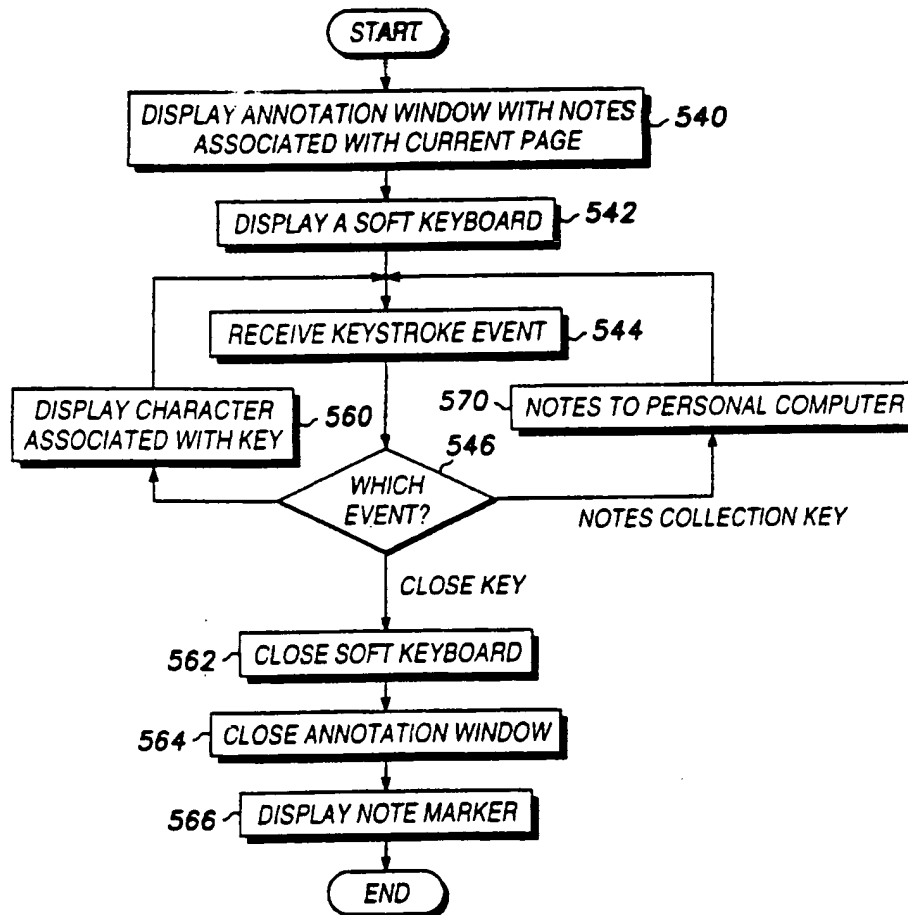 START
DISPLAY ANNOTATION WINDOW WITH NOTES
ASSOCIATED WITH CURRENT PAGE
540
DISPLAY A SOFT KEYBOARD
542
RECEIVE KEYSTROKE EVENT
544
DISPLAY CHARACTER
ASSOCIATED WITH KEY
560
570
NOTES TO PERSONAL COMPUTER
546
WHICH
EVENT?
NOTES COLLECTION KEY
CLOSE KEY
562
CLOSE SOFT KEYBOARD
564
CLOSE ANNOTATION WINDOW
566
DISPLAY NOTE MARKER
END